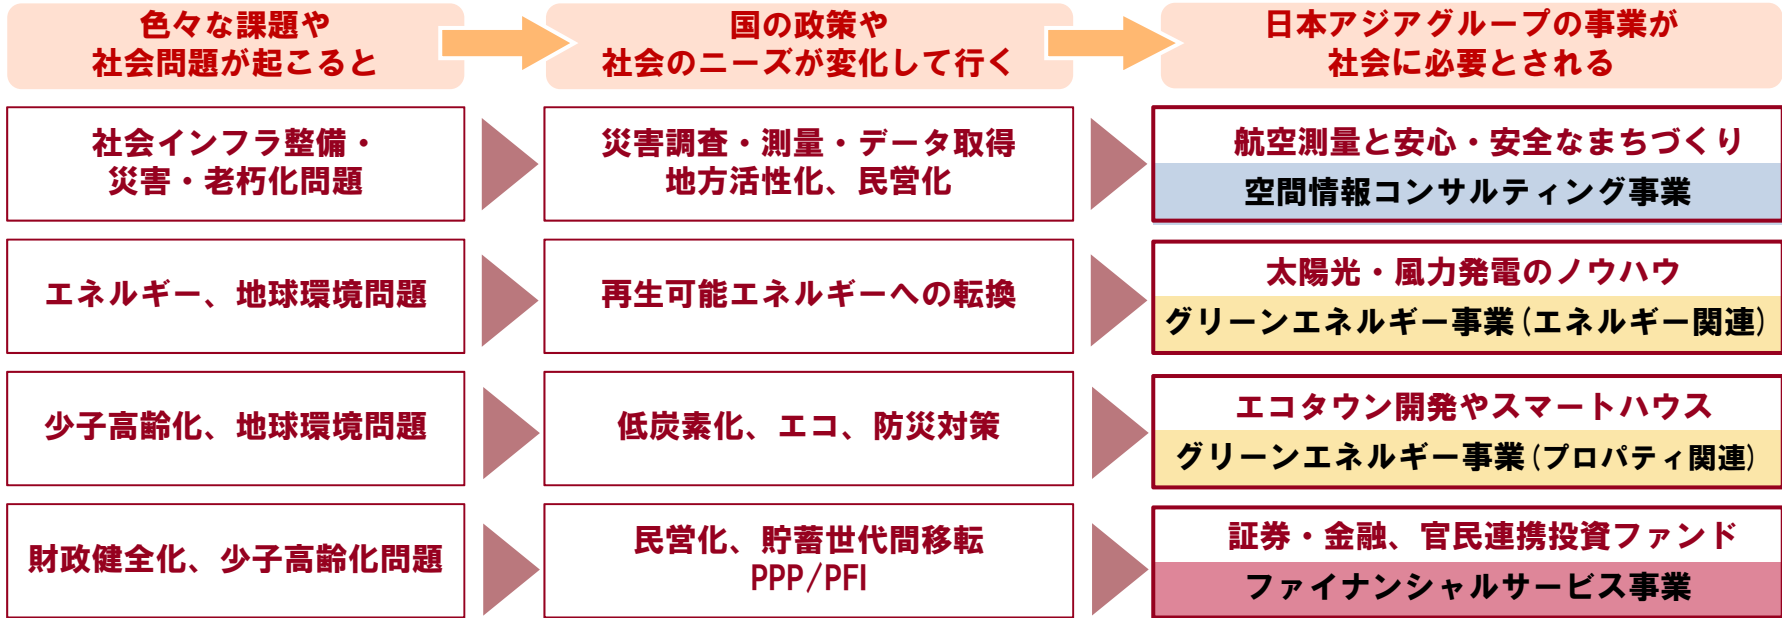 色々な課題や
社会問題が起こると
国の政策や
社会のニーズが変化して行く
日本アジアグループの事業が
社会に必要とされる
社会インフラ整備・
災害・老朽化問題
災害調査・測量・データ取得
地方活性化、民営化
航空測量と安心・安全なまちづくり
空間情報コンサルティング事業
エネルギー、地球環境問題
再生可能エネルギーへの転換
太陽光・風力発電のノウハウ
グリーンエネルギー事業(エネルギー関連)
少子高齢化、地球環境問題
低炭素化、エコ、防災対策
エコタウン開発やスマートハウス
グリーンエネルギー事業(プロパティ関連)
財政健全化、少子高齢化問題
民営化、貯蓄世代間移転
PPP/PFI
証券・金融、官民連携投資ファンド
ファイナンシャルサービス事業